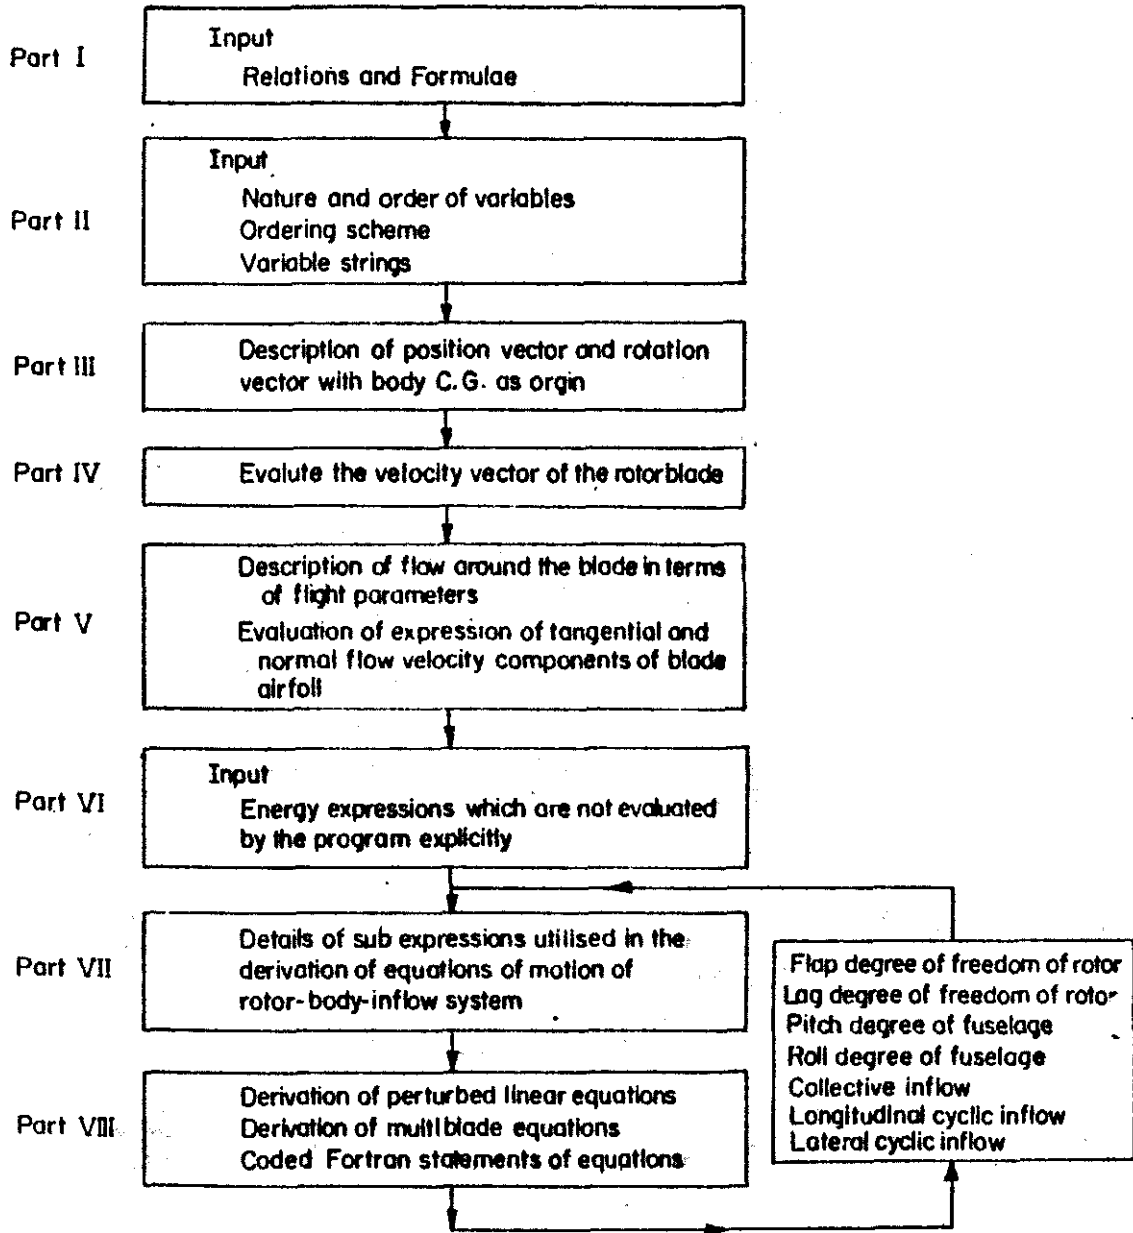 Part I
Input
Relations and Formulae
Part II
Input
Nature and order of variables
Ordering scheme
Variable strings
Part III
Description of position vector and rotation
vector with body C.G. as orgin
Part IV
Evalute the velocity vector of the rotorblade
Part V
Description of flow around the blade in terms
of flight parameters
Evaluation of expression of tangential and
normal flow velocity components of blade
airfoil
Part VI
Input
Energy expressions which are not evaluated
by the program explicitly
Part VII
Details of sub expressions utilised in the
derivation of equations of motion of
rotor-body-inflow system
Part VIII
Derivation of perturbed linear equations
Derivation of multiblade equations
Coded Fortran statements of equations
Flap degree of freedom of rotor
Lag degree of freedom of rotor
Pitch degree of fuselage
Roll degree of fuselage
Collective inflow
Longitudinal cyclic inflow
Lateral cyclic inflow